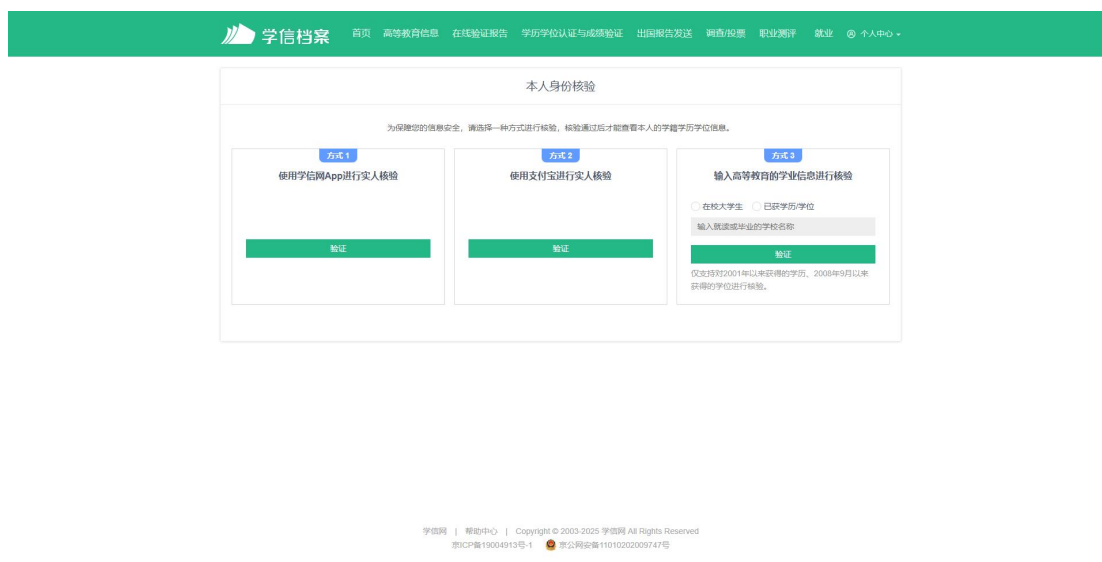 学信档案 首页 高等教育信息 在线验证报告 学历学位认证与成绩验证 出国报告发送 调查/投票 职业测评 就业 个人中心
本人身份核验
为保障您的信息安全，请选择一种方式进行核验，核验通过后才能查看本人的学籍学历学位信息。
方式 1
使用学信网App进行实人核验
验证
方式 2
使用支付宝进行实人核验
验证
方式 3
输入高等教育的学业信息进行核验
在校大学生 已获学历/学位
输入就读或毕业的学校名称
验证
仅支持对2001年以来获得的学历，2008年9月以来
获得的学位进行核验。
学信网 | 帮助中心 | Copyright © 2003-2025 学信网 All Rights Reserved
京ICP备19004913号-1 京公网安备11010202009747号